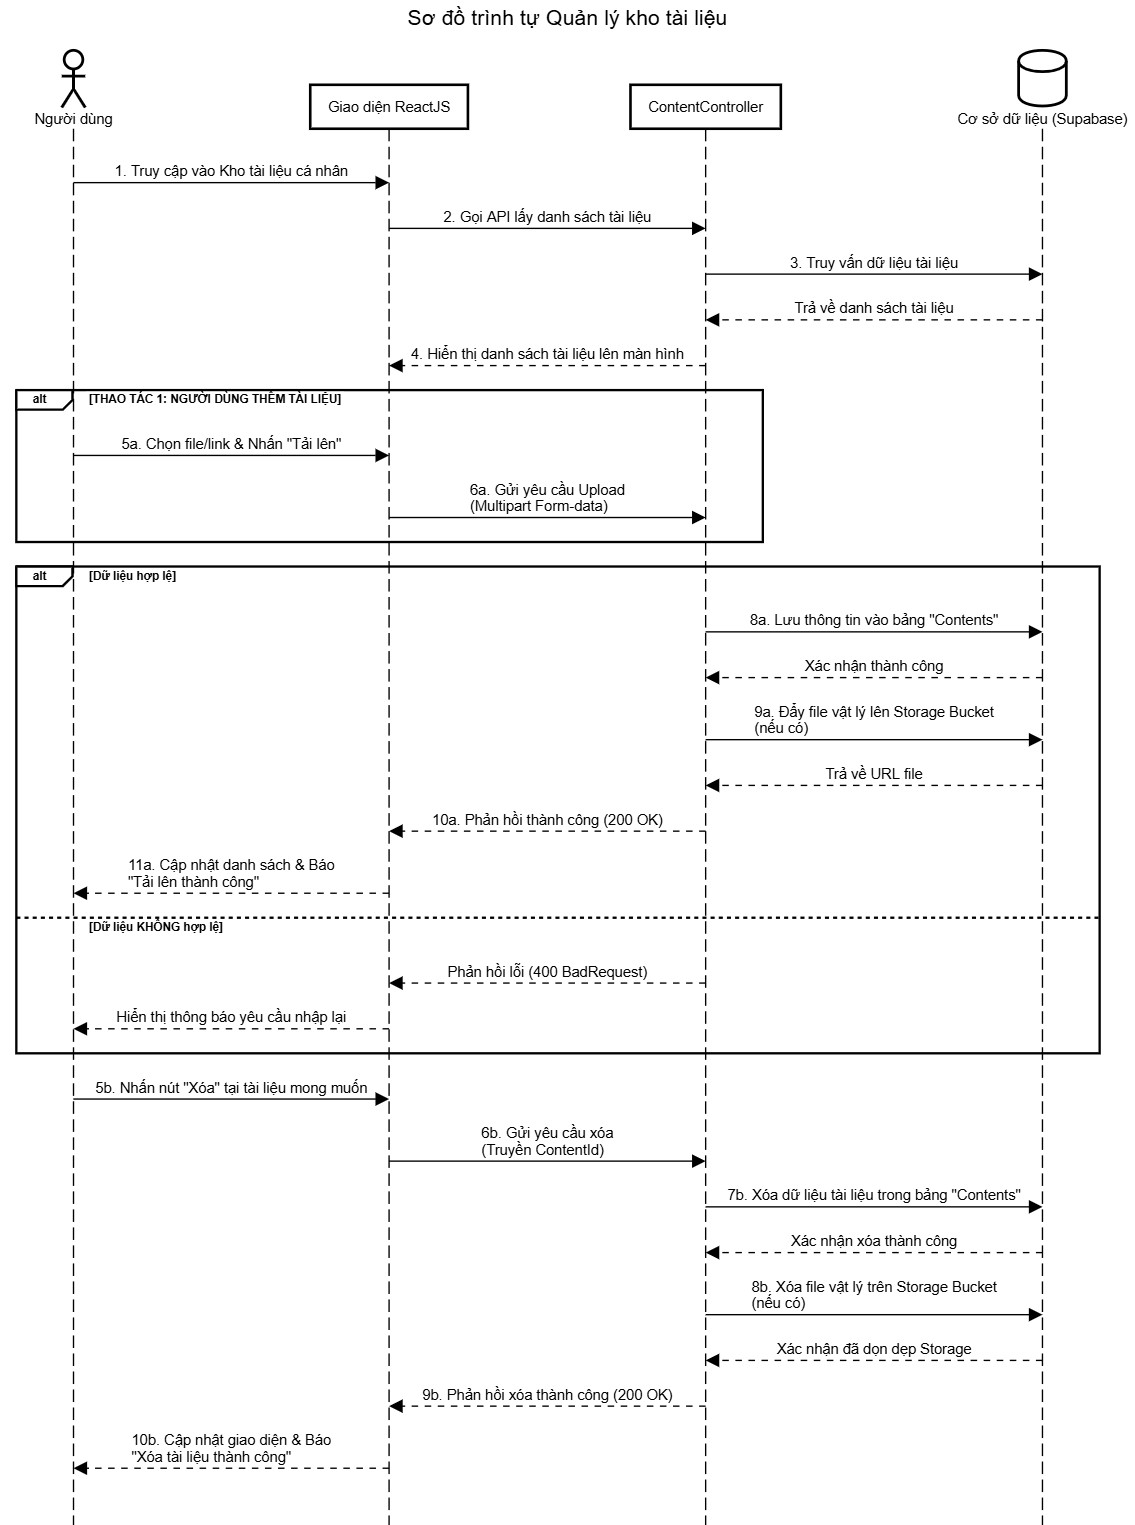 Sơ đồ trình tự Quản lý kho tài liệu
Người dùng
Giao diện ReactJS
ContentController
Cơ sở dữ liệu (Supabase)
1. Truy cập vào Kho tài liệu cá nhân
2. Gọi API lấy danh sách tài liệu
3. Truy vấn dữ liệu tài liệu
Trả về danh sách tài liệu
4. Hiển thị danh sách tài liệu lên màn hình
alt
[THAO TÁC 1: NGƯỜI DÙNG THÊM TÀI LIỆU]
5a. Chọn file/link & Nhấn "Tải lên"
6a. Gửi yêu cầu Upload
(Multipart Form-data)
alt
[Dữ liệu hợp lệ]
8a. Lưu thông tin vào bảng "Contents"
Xác nhận thành công
9a. Đẩy file vật lý lên Storage Bucket
(nếu có)
Trả về URL file
10a. Phản hồi thành công (200 OK)
11a. Cập nhật danh sách & Báo
"Tải lên thành công"
[Dữ liệu KHÔNG hợp lệ]
Phản hồi lỗi (400 BadRequest)
Hiển thị thông báo yêu cầu nhập lại
5b. Nhấn nút "Xóa" tại tài liệu mong muốn
6b. Gửi yêu cầu xóa
(Truyền ContentId)
7b. Xóa dữ liệu tài liệu trong bảng "Contents"
Xác nhận xóa thành công
8b. Xóa file vật lý trên Storage Bucket
(nếu có)
Xác nhận đã dọn dẹp Storage
9b. Phản hồi xóa thành công (200 OK)
10b. Cập nhật giao diện & Báo
"Xóa tài liệu thành công"